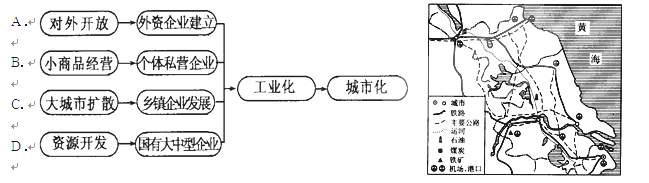 A. 对外开放 外资企业建立
B. 小商品经营 个体私营企业
C. 大城市扩散 乡镇企业发展
D. 资源开发 国有大中型企业
工业化 城市化
黄
海
城市
铁路
主要公路
运河
石油
煤炭
铁矿
机场、港口